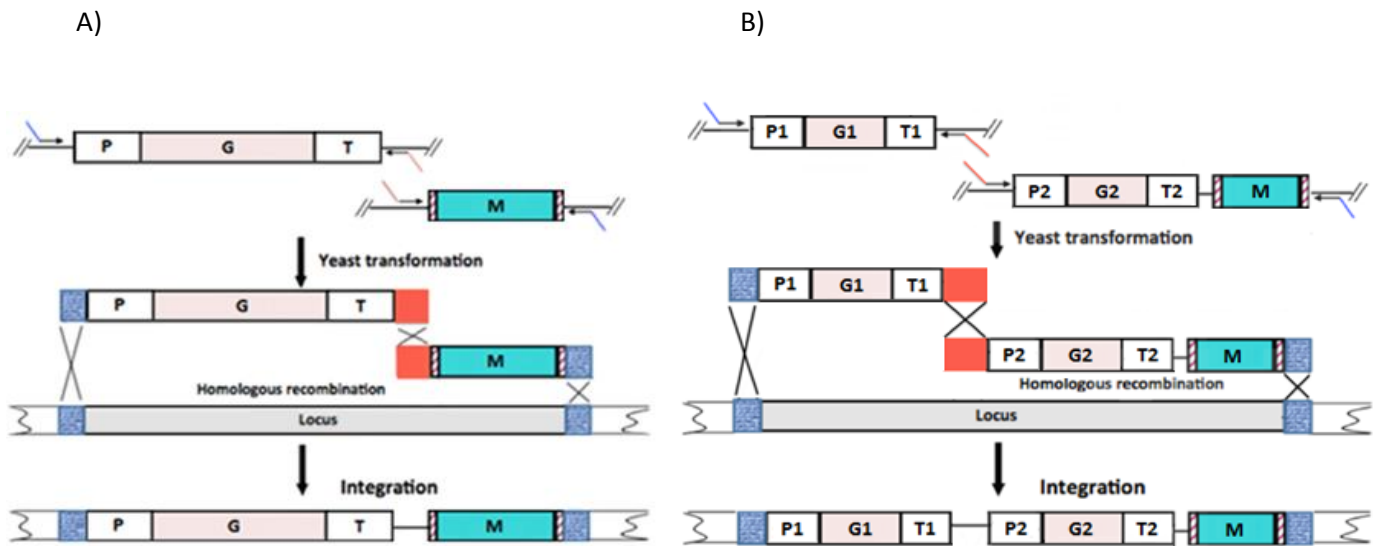 A)
P G T
M
Yeast transformation
P G T
M
Homologous recombination
Locus
Integration
P G T M
B)
P1 G1 T1
P2 G2 T2 M
Yeast transformation
P1 G1 T1
P2 G2 T2 M
Homologous recombination
Locus
Integration
P1 G1 T1 P2 G2 T2 M